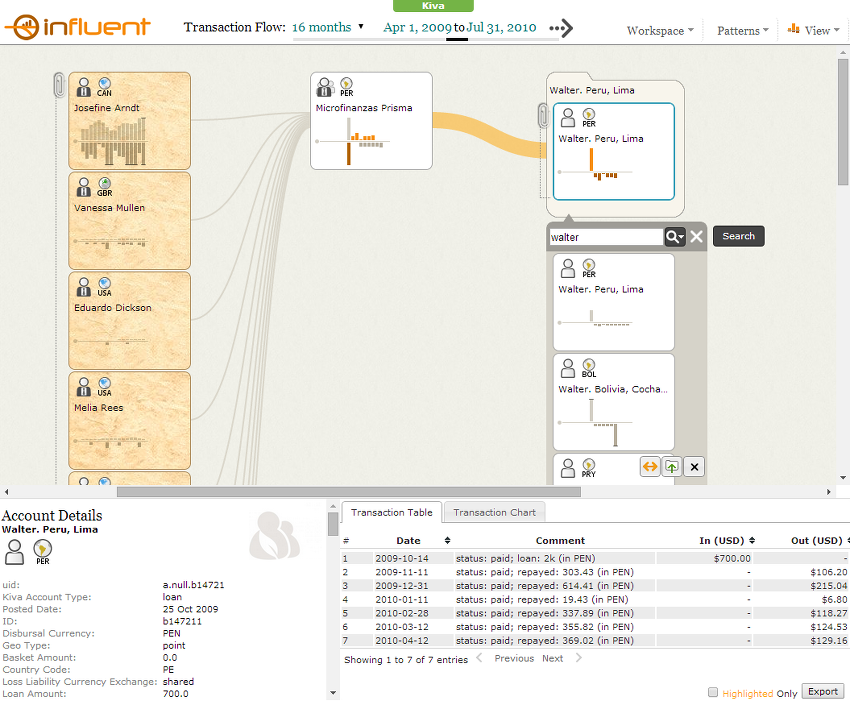 Kiva
influent
Transaction Flow: 16 months ▼ Apr 1, 2009 to Jul 31, 2010
Workspace Patterns View
CAN
Josefine Arndt
GBR
Vanessa Mullen
USA
Eduardo Dickson
USA
Melia Rees
PER
Microfinanzas Prisma
Walter. Peru, Lima
PER
Walter. Peru, Lima
walter
Search
PER
Walter. Peru, Lima
BOL
Walter. Bolivia, Cocha...
PRY
Account Details
Walter. Peru, Lima
PER
uid: a.null.b14721
Kiva Account Type: loan
Posted Date: 25 Oct 2009
ID: b147211
Disbursal Currency: PEN
Geo Type: point
Basket Amount: 0.0
Country Code: PE
Loss Liability Currency Exchange: shared
Loan Amount: 700.0
Transaction Table Transaction Chart
# Date Comment In (USD) Out (USD)
1 2009-10-14 status: paid; loan: 2k (in PEN) $700.00 -
2 2009-11-11 status: paid; repayed: 303.43 (in PEN) - $106.20
3 2009-12-31 status: paid; repayed: 614.41 (in PEN) - $215.04
4 2010-01-11 status: paid; repayed: 19.43 (in PEN) - $6.80
5 2010-02-28 status: paid; repayed: 337.89 (in PEN) - $118.27
6 2010-03-12 status: paid; repayed: 355.82 (in PEN) - $124.53
7 2010-04-12 status: paid; repayed: 369.02 (in PEN) - $129.16
Showing 1 to 7 of 7 entries Previous Next
Highlighted Only Export